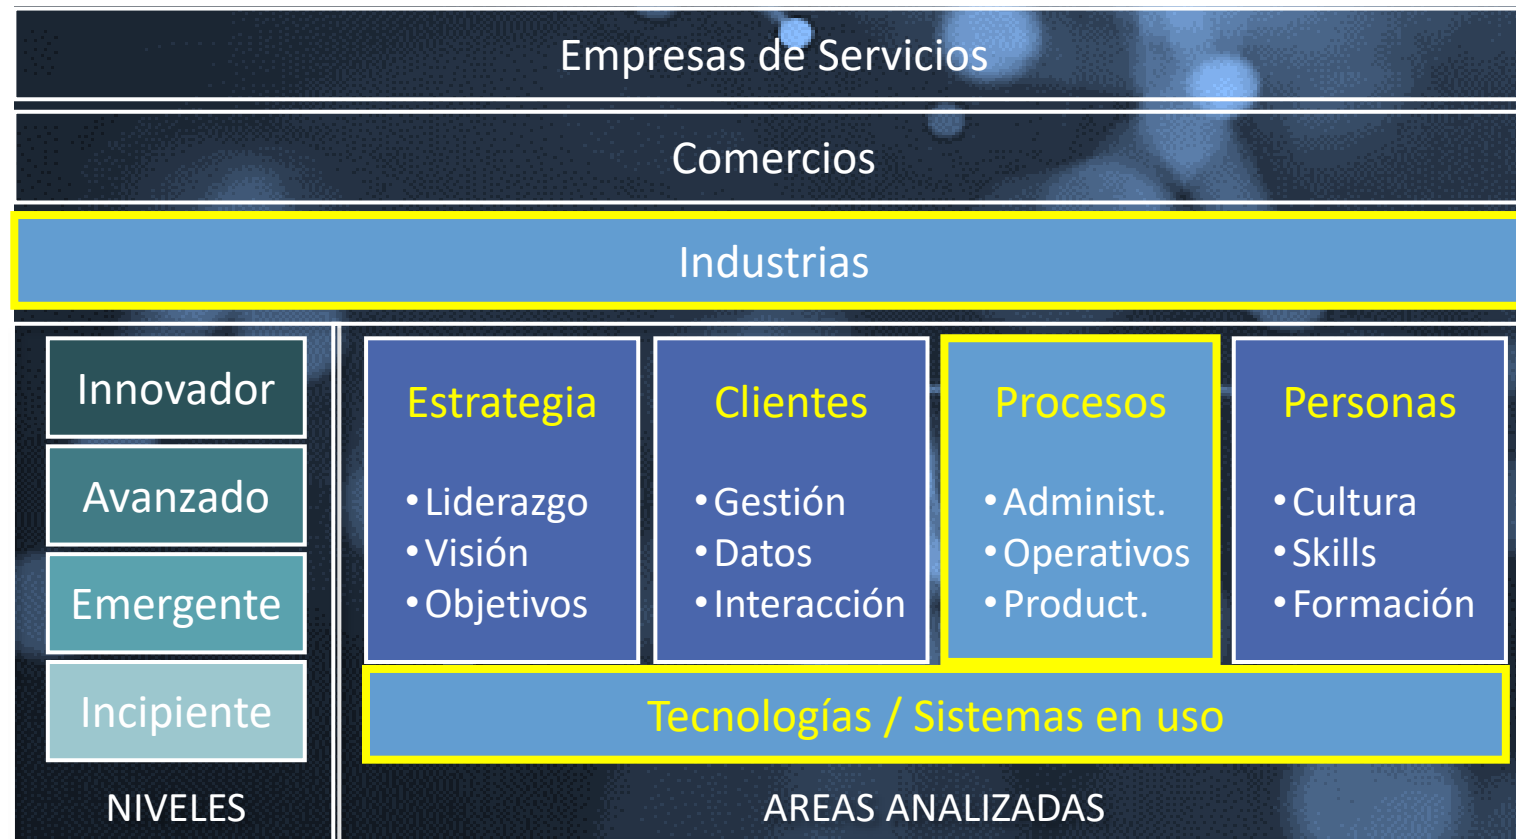 Empresas de Servicios
Comercios
Industrias
Innovador
Avanzado
Emergente
Incipiente
NIVELES
Estrategia
•Liderazgo
•Visión
•Objetivos
Clientes
•Gestión
•Datos
•Interacción
Procesos
•Administ.
•Operativos
•Product.
Personas
•Cultura
•Skills
•Formación
Tecnologías / Sistemas en uso
AREAS ANALIZADAS